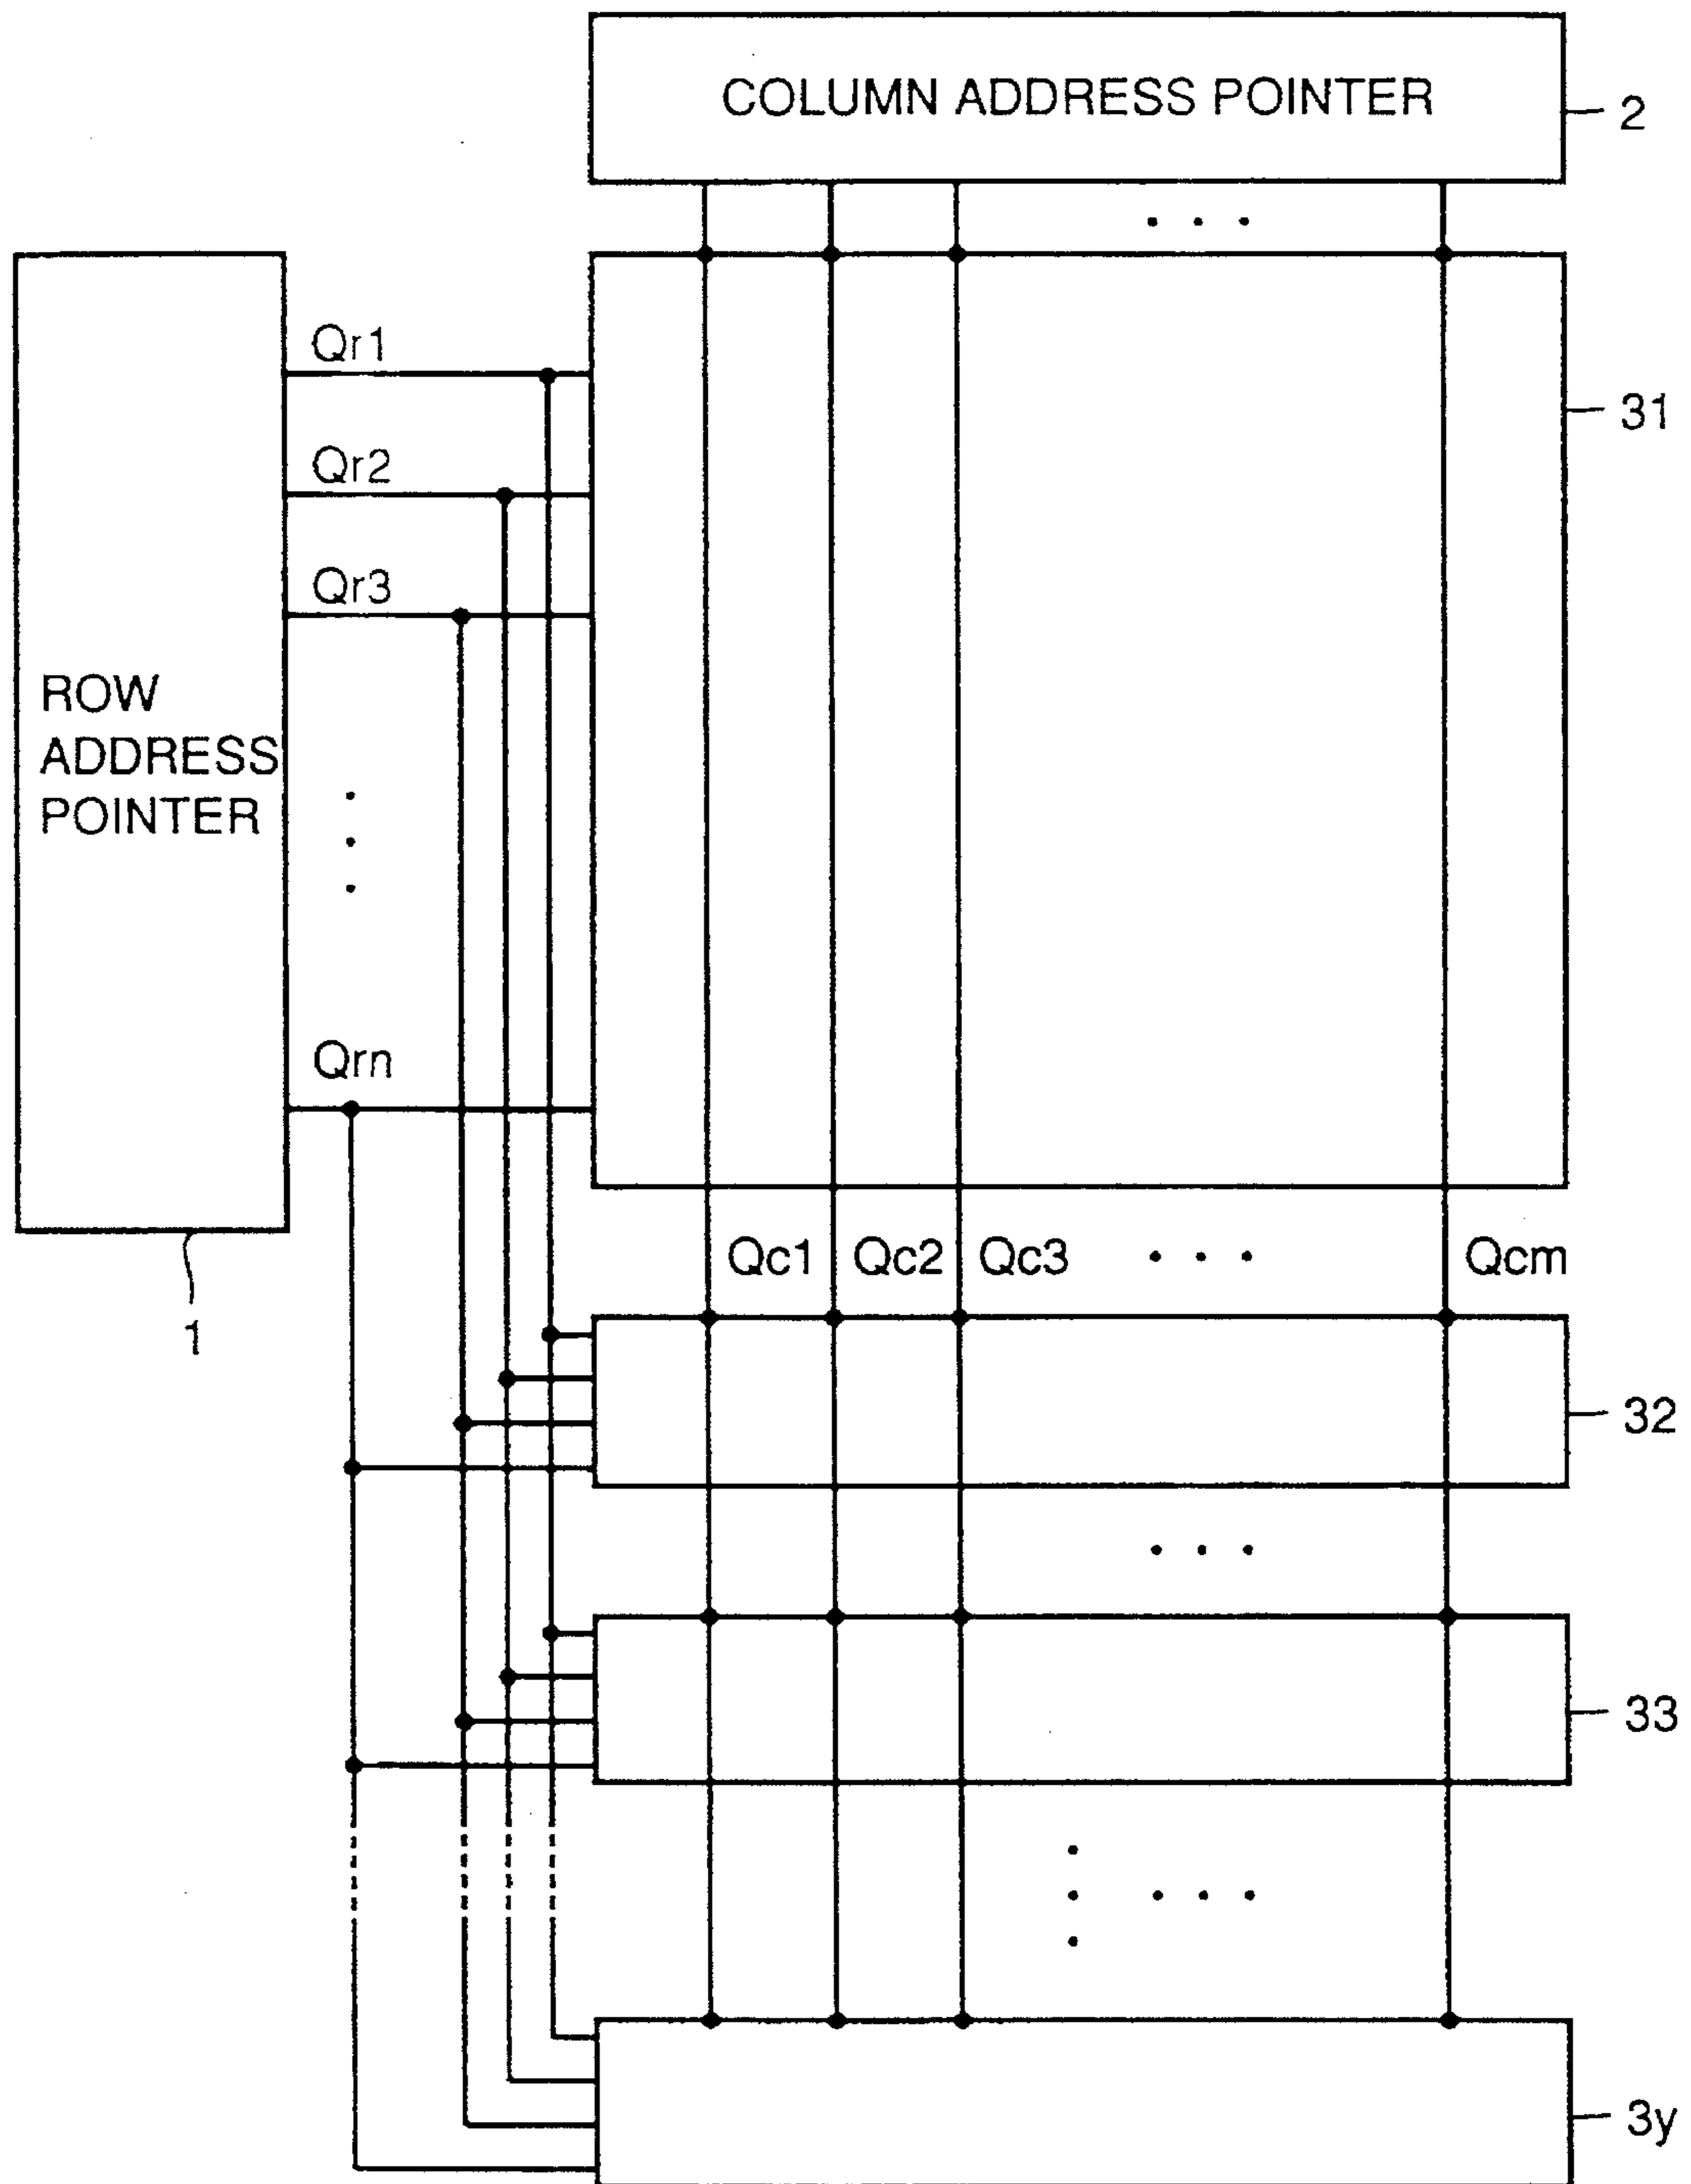 COLUMN ADDRESS POINTER
2
Qr1
31
Qr2
Qr3
ROW
ADDRESS
POINTER
Qrn
Qc1 Qc2 Qc3 . . . Qcm
1
32
33
3y